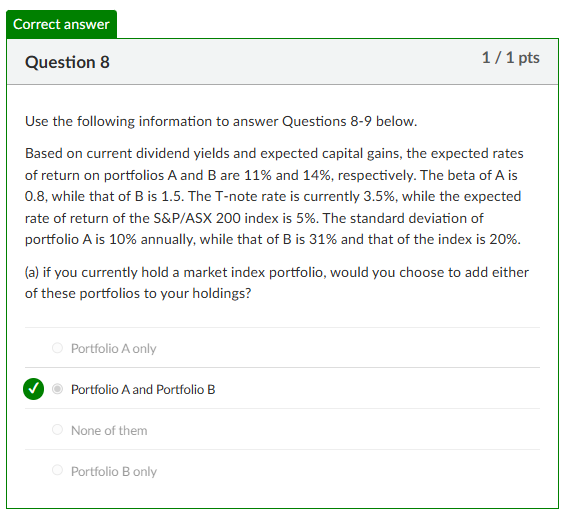 Correct answer
Question 8
1 / 1 pts
Use the following information to answer Questions 8-9 below.
Based on current dividend yields and expected capital gains, the expected rates
of return on portfolios A and B are 11% and 14%, respectively. The beta of A is
0.8, while that of B is 1.5. The T-note rate is currently 3.5%, while the expected
rate of return of the S&P/ASX 200 index is 5%. The standard deviation of
portfolio A is 10% annually, while that of B is 31% and that of the index is 20%.
(a) if you currently hold a market index portfolio, would you choose to add either
of these portfolios to your holdings?
Portfolio A only
Portfolio A and Portfolio B
None of them
Portfolio B only